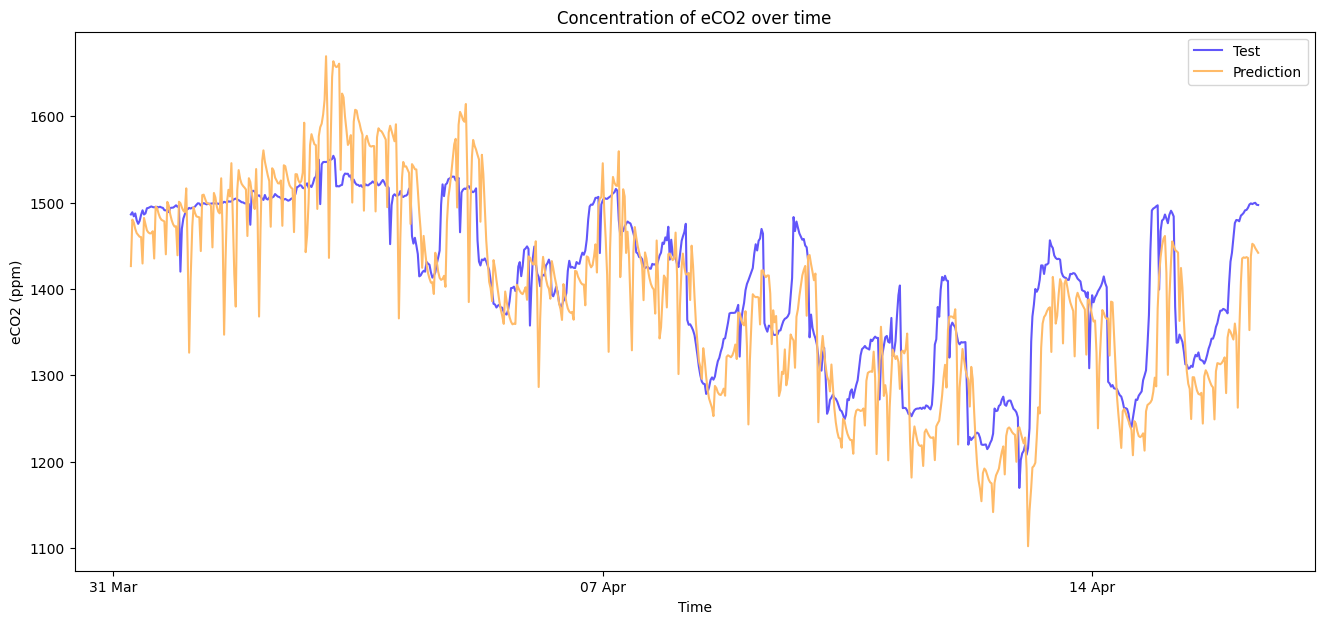 Concentration of eCO2 over time
Test
Prediction
eCO2 (ppm)
1600
1500
1400
1300
1200
1100
31 Mar
07 Apr
14 Apr
Time